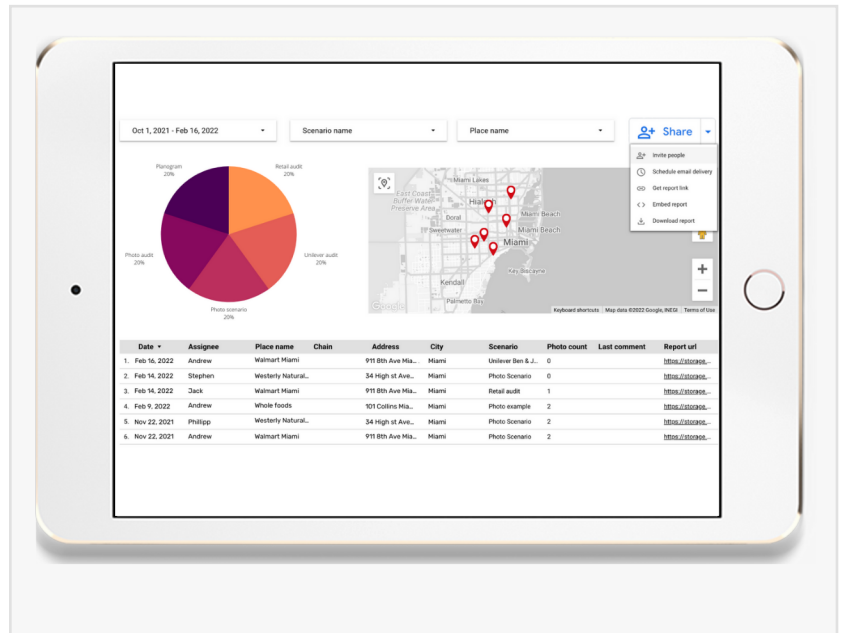 Oct 1, 2021 - Feb 16, 2022
Scenario name
Place name
Share
Invite people
Schedule email delivery
Get report link
Embed report
Download report
Planogram
20%
Retail audit
20%
Photo audit
20%
Unilever audit
20%
Photo scenario
20%
Miami Lakes
East Coast
Buffer Water
Preserve
Area
Hialeah
Doral
Miami Beach
Sweetwater
Miami Beach
Miami
Key Biscayne
Kendall
Palmetto Bay
Google
Keyboard shortcuts Map data ©2022 Google, INEGI Terms of Use
Date Assignee Place name Chain Address City Scenario Photo count Last comment Report url
1. Feb 16, 2022 Andrew Walmart Miami 911 8th Ave Mia... Miami Unilever Ben & J... 0 https://storage....
2. Feb 14, 2022 Stephen Westerly Natural... 34 High st Ave... Miami Photo Scenario 0 https://storage....
3. Feb 14, 2022 Jack Walmart Miami 911 8th Ave Mia... Miami Retail audit 1 https://storage....
4. Feb 9, 2022 Andrew Whole foods 101 Collins Mia... Miami Photo example 2 https://storage....
5. Nov 22, 2021 Phillipp Westerly Natural... 34 High st Ave... Miami Photo Scenario 2 https://storage....
6. Nov 22, 2021 Andrew Walmart Miami 911 8th Ave Mia... Miami Photo Scenario 2 https://storage....